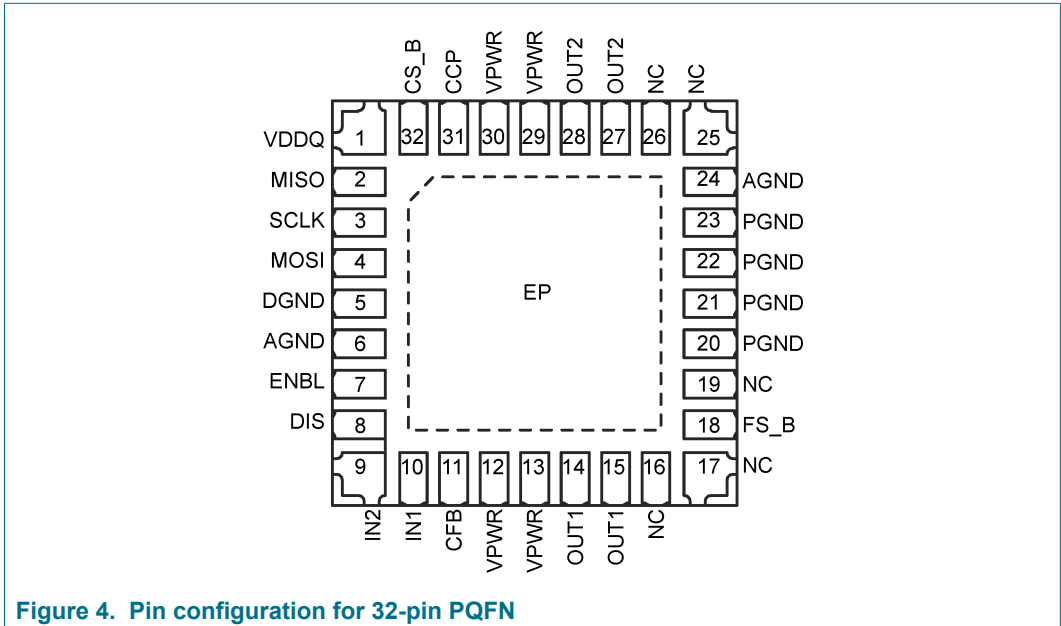 CS_B
CCP
VPWR
VPWR
OUT2
OUT2
NC
NC
1
32
31
30
29
28
27
26
25
VDDQ
MISO
2
24
AGND
SCLK
3
23
PGND
MOSI
4
22
PGND
DGND
5
EP
21
PGND
AGND
6
20
PGND
ENBL
7
19
NC
DIS
8
18
FS_B
9
10
11
12
13
14
15
16
17
NC
IN2
IN1
CFB
VPWR
VPWR
OUT1
OUT1
NC
Figure 4. Pin configuration for 32-pin PQFN